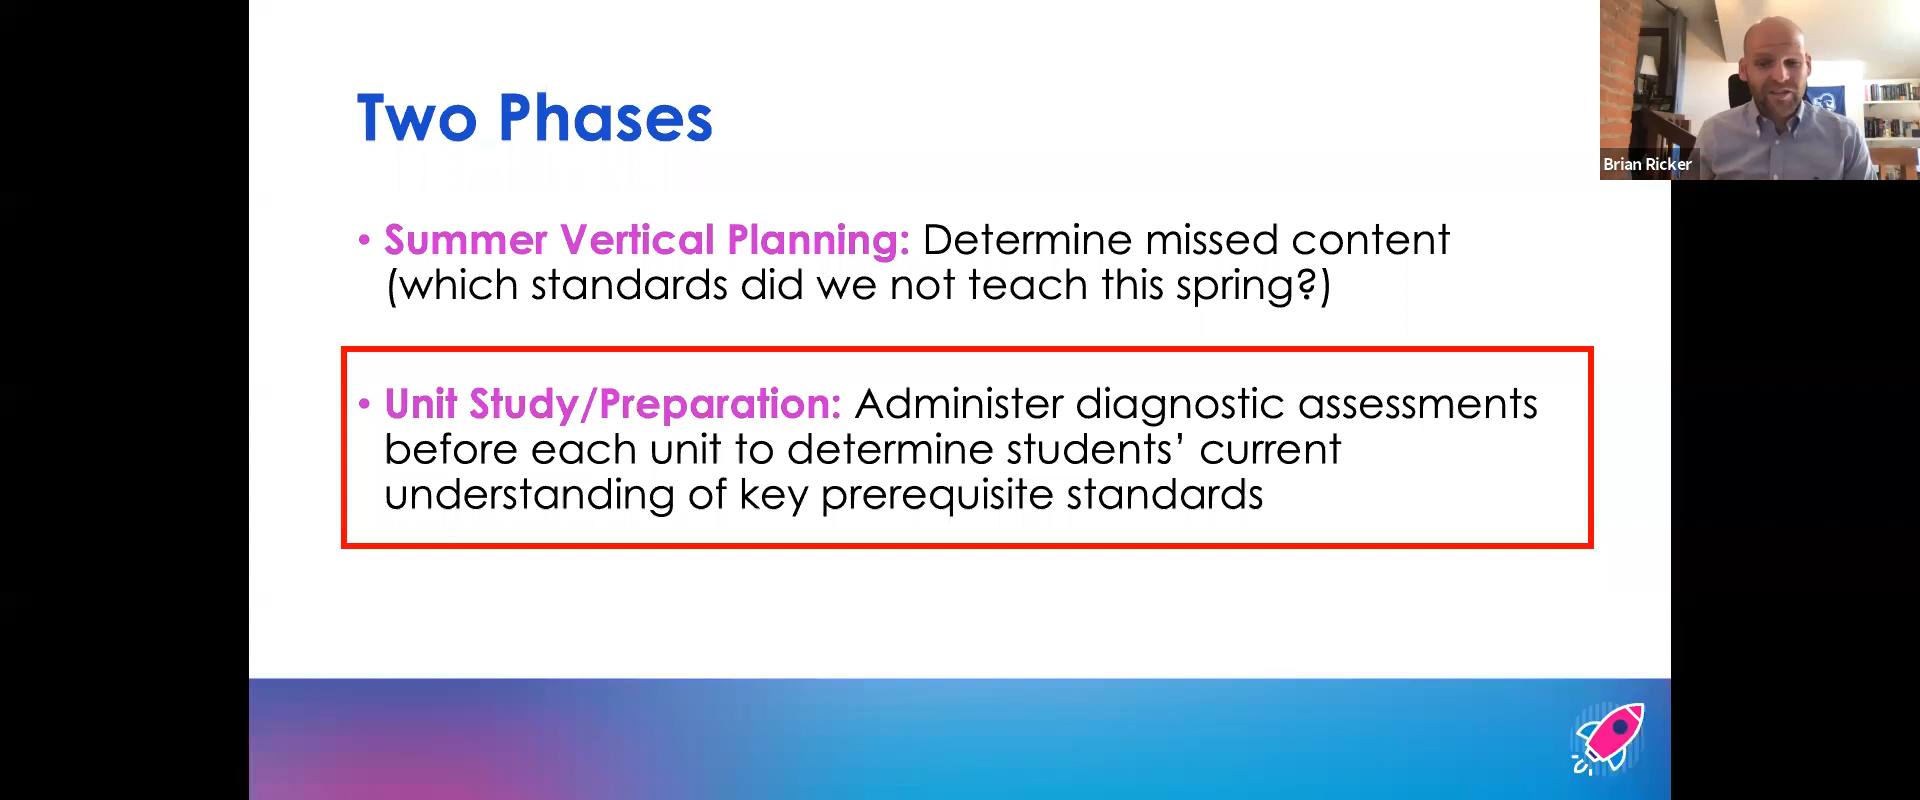 Two Phases
• Summer Vertical Planning: Determine missed content
(which standards did we not teach this spring?)
• Unit Study/Preparation: Administer diagnostic assessments
before each unit to determine students’ current
understanding of key prerequisite standards
Brian Ricker